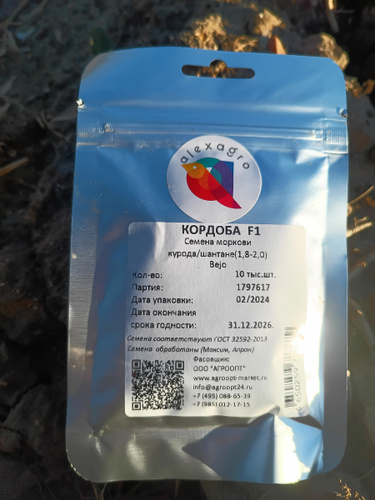 alexagro
КОРДОБА F1
Семена моркови
курода/шантане(1,8-2,0)
Bejo
Кол-во: 10 тыс.шт.
Партия: 1797617
Дата упаковки: 02/2024
Дата окончания
срока годности: 31.12.2026.
Семена соответствуют ГОСТ 32592-2013
Семена обработаны (Максим, Апрон)
Фасовщик:
ООО "АГРООПТ"
www.agroopt-market.ru
info@agroopt24.ru
+7 (495) 088-65-39
+7 (985) 012-17-15